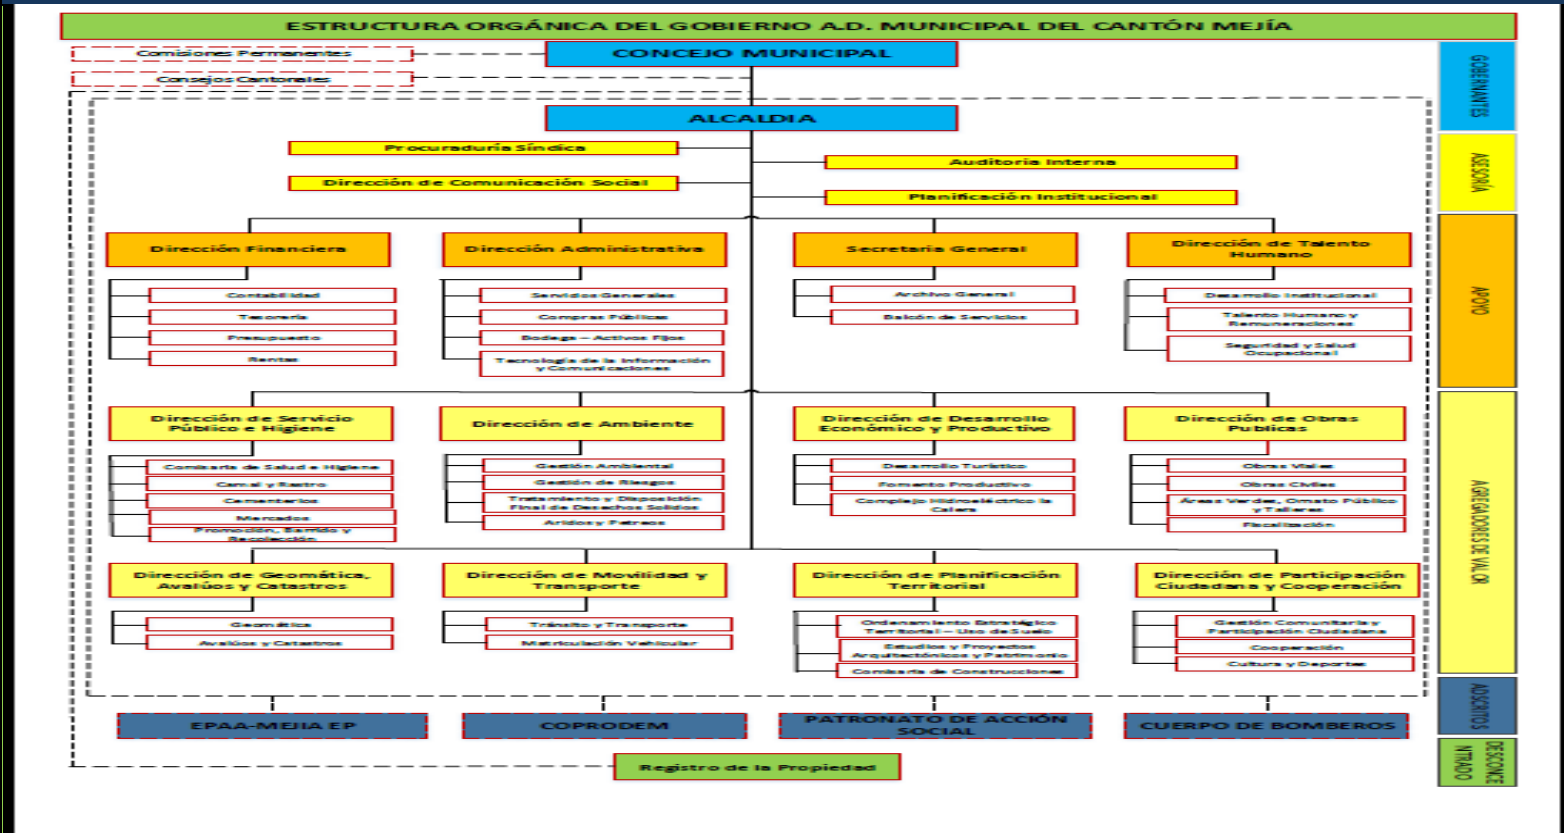 ESTRUCTURA ORGÁNICA DEL GOBIERNO A.D. MUNICIPAL DEL CANTÓN MEJÍA
Comisiones Permanentes
CONCEJO MUNICIPAL
Consejos Cantonales
GOBERNANTES
ALCALDIA
Procuraduría Síndica
Auditoria Interna
Dirección de Comunicación Social
Planificación Institucional
ASESORÍA
Dirección Financiera
Dirección Administrativa
Secretaria General
Dirección de Talento
Humano
Contabilidad
Tesorería
Presupuesto
Rentas
Servicios Generales
Compras Públicas
Bodega – Activos Fijos
Tecnología de la Información
y Comunicaciones
Archivo General
Balcón de Servicios
Desarrollo Institucional
Talento Humano y
Remuneraciones
Seguridad y Salud
Ocupacional
APOYO
Dirección de Servicio
Público e Higiene
Dirección de Ambiente
Dirección de Desarrollo
Económico y Productivo
Dirección de Obras
Publicas
Comisaría de Salud e Higiene
Camal y Rastro
Cementerios
Mercados
Promoción, Barrido y
Recolección
Gestión Ambiental
Gestión de Riesgos
Tratamiento y Disposición
Final de Desechos Solidos
Aridos y Petreos
Desarrollo Turístico
Fomento Productivo
Complejo Hidroeléctrico la
Calera
Obras Viales
Obras Civiles
Áreas Verdes, Ornato Público
y Talleres
Fiscalización
AGREGADORES DE VALOR
Dirección de Geomática,
Avalúos y Catastros
Dirección de Movilidad y
Transporte
Dirección de Planificación
Territorial
Dirección de Participación
Ciudadana y Cooperación
Geomática
Avalúos y Catastros
Tránsito y Transporte
Matriculación Vehicular
Ordenamiento Estratégico
Territorial – Uso de Suelo
Estudios y Proyectos
Arquitectónicos y Patrimonio
Comisaría de Construcciones
Gestión Comunitaria y
Participación Ciudadana
Cooperación
Cultura y Deportes
EPAA-MEJIA EP
COPRODEM
PATRONATO DE ACCIÓN
SOCIAL
CUERPO DE BOMBEROS
ADSCRITOS
Registro de la Propiedad
DESCONCE
NTRADO